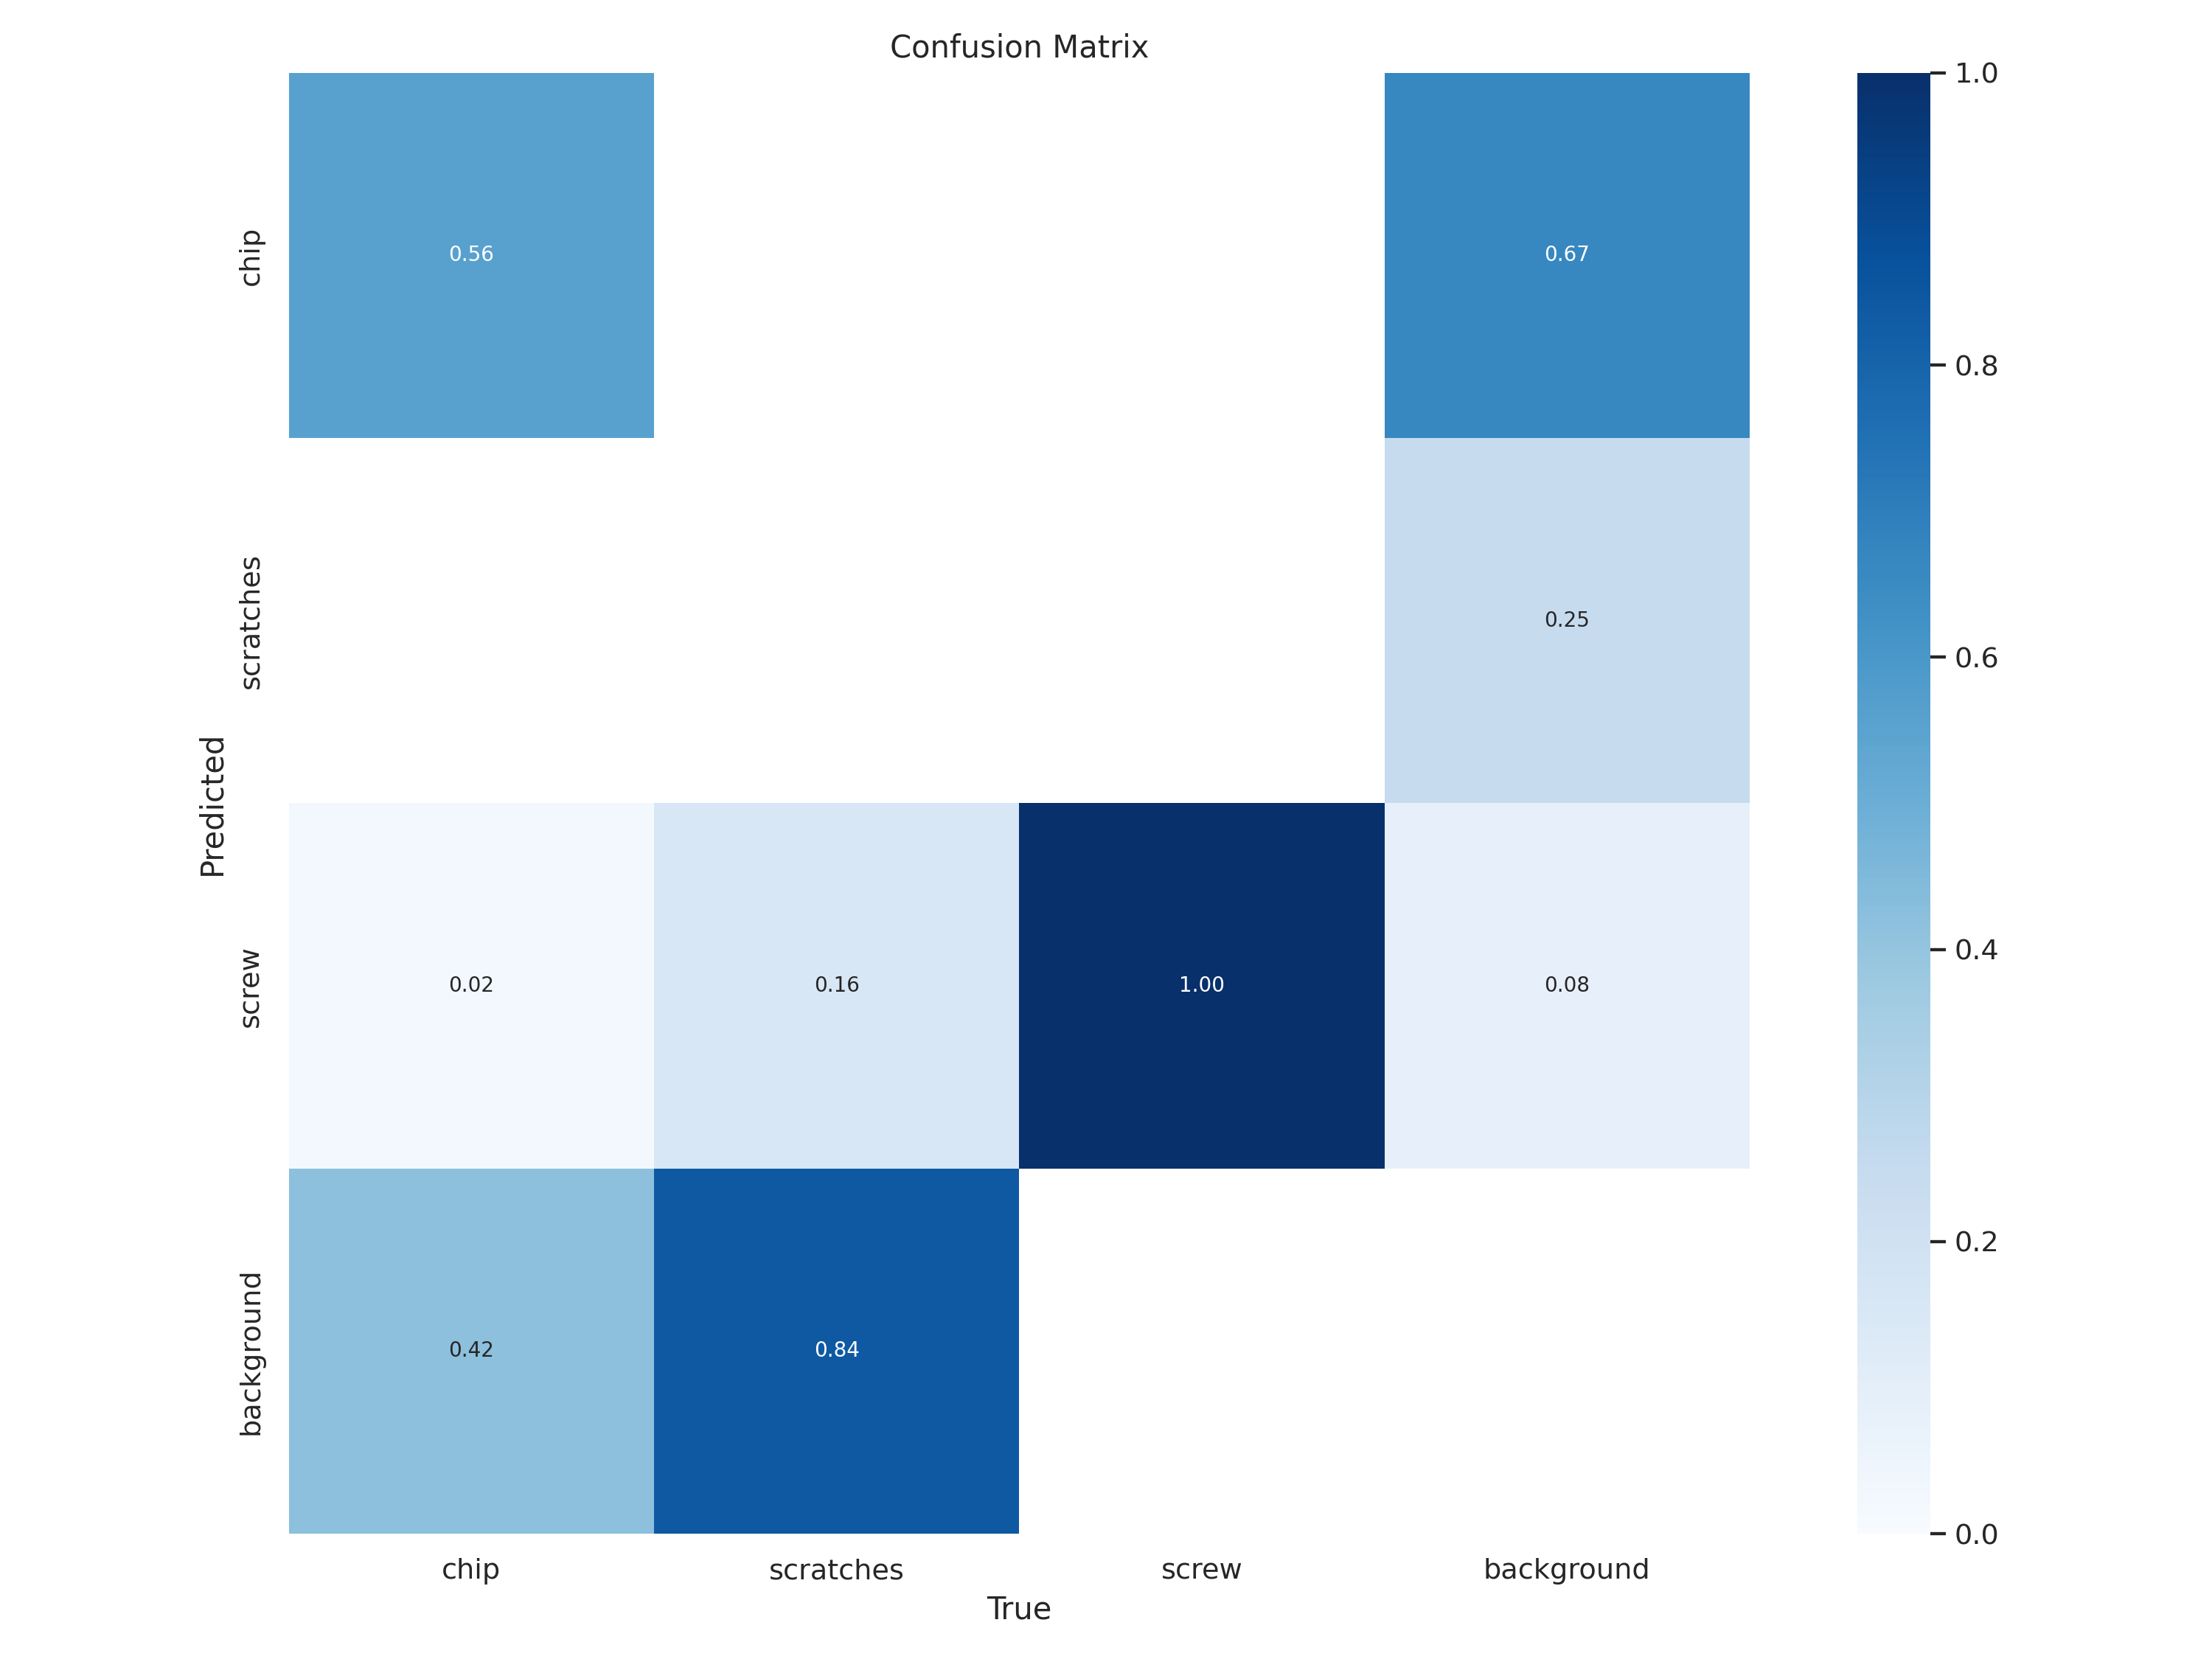 Confusion Matrix
chip
scratches
screw
background
Predicted
0.56
0.67
0.25
0.02
0.16
1.00
0.08
0.42
0.84
chip
scratches
screw
background
True
1.0
0.8
0.6
0.4
0.2
0.0